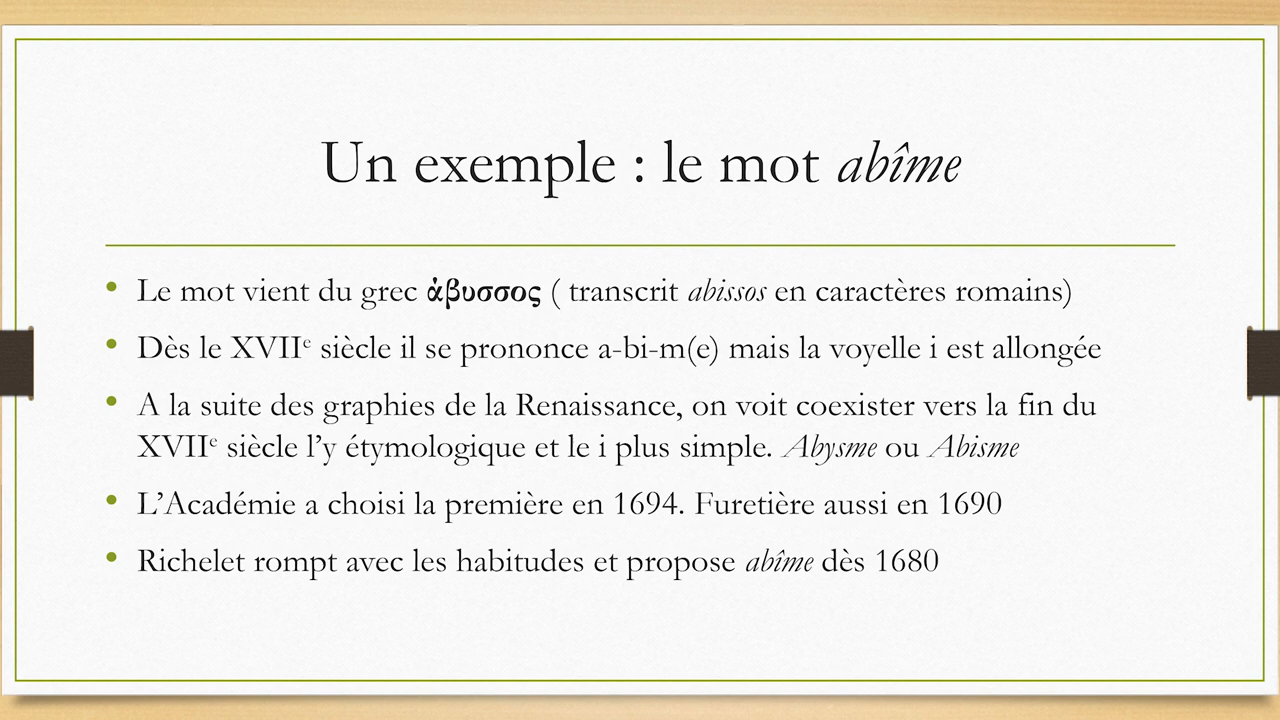 Un exemple : le mot abîme
• Le mot vient du grec ἄβυσσος ( transcrit abissos en caractères romains)
• Dès le XVIIe siècle il se prononce a-bi-m(e) mais la voyelle i est allongée
• A la suite des graphies de la Renaissance, on voit coexister vers la fin du
XVIIe siècle l’y étymologique et le i plus simple. Abysme ou Abisme
• L’Académie a choisi la première en 1694. Furetière aussi en 1690
• Richelet rompt avec les habitudes et propose abîme dès 1680